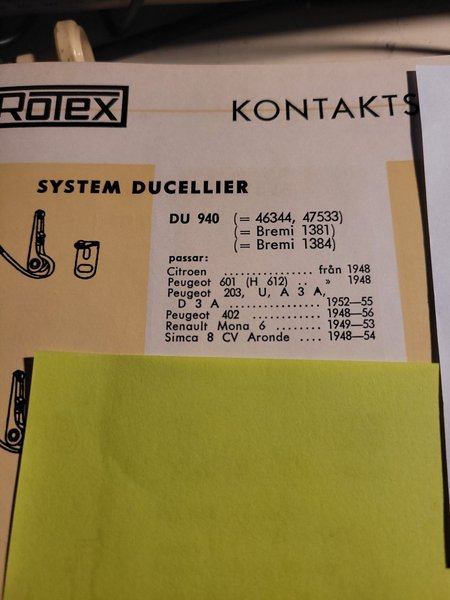 RoTEX
KONTAKTS
SYSTEM DUCELLIER
DU 940 (= 46344, 47533)
(= Bremi 1381)
(= Bremi 1384)
passar:
Citroen ................ från 1948
Peugeot 601 (H 612) .. » 1948
Peugeot 203, U, A 3 A,
D 3 A ................ 1952—55
Peugeot 402 ............ 1948—56
Renault Mona 6 ........ 1949—53
Simca 8 CV Aronde .... 1948—54